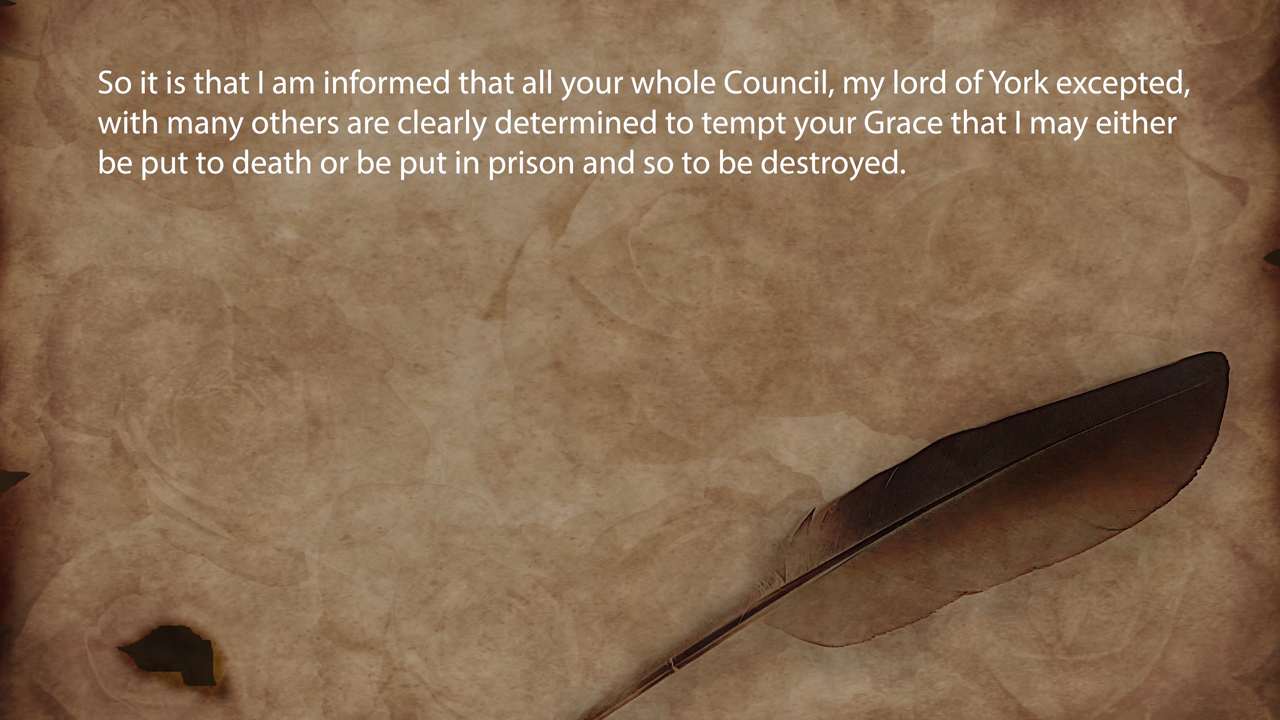 So it is that I am informed that all your whole Council, my lord of York excepted,
with many others are clearly determined to tempt your Grace that I may either
be put to death or be put in prison and so to be destroyed.